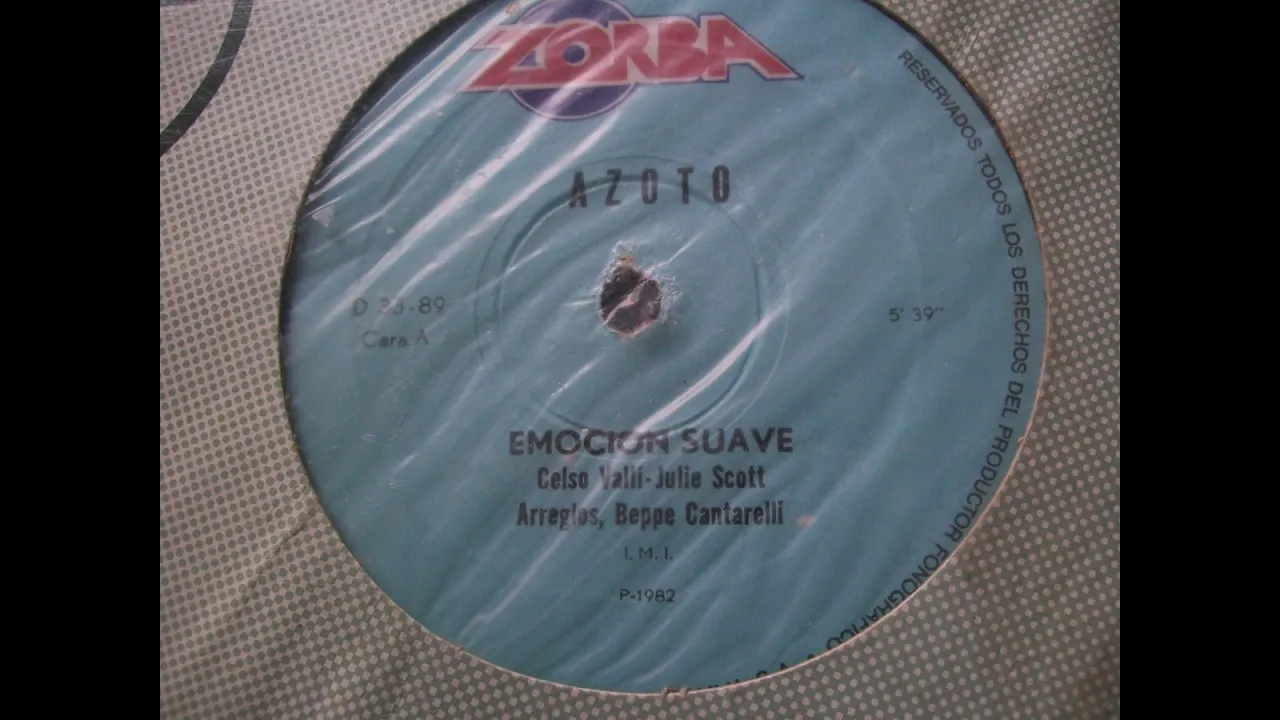 ZORBA
AZOTO
D 33-89
Cara A
5' 39"
EMOCION SUAVE
Celso Valli-Julie Scott
Arreglos, Beppe Cantarelli
I. M. I.
P-1982
RESERVADOS TODOS LOS DERECHOS DEL PRODUCTOR FONOGRAFICO